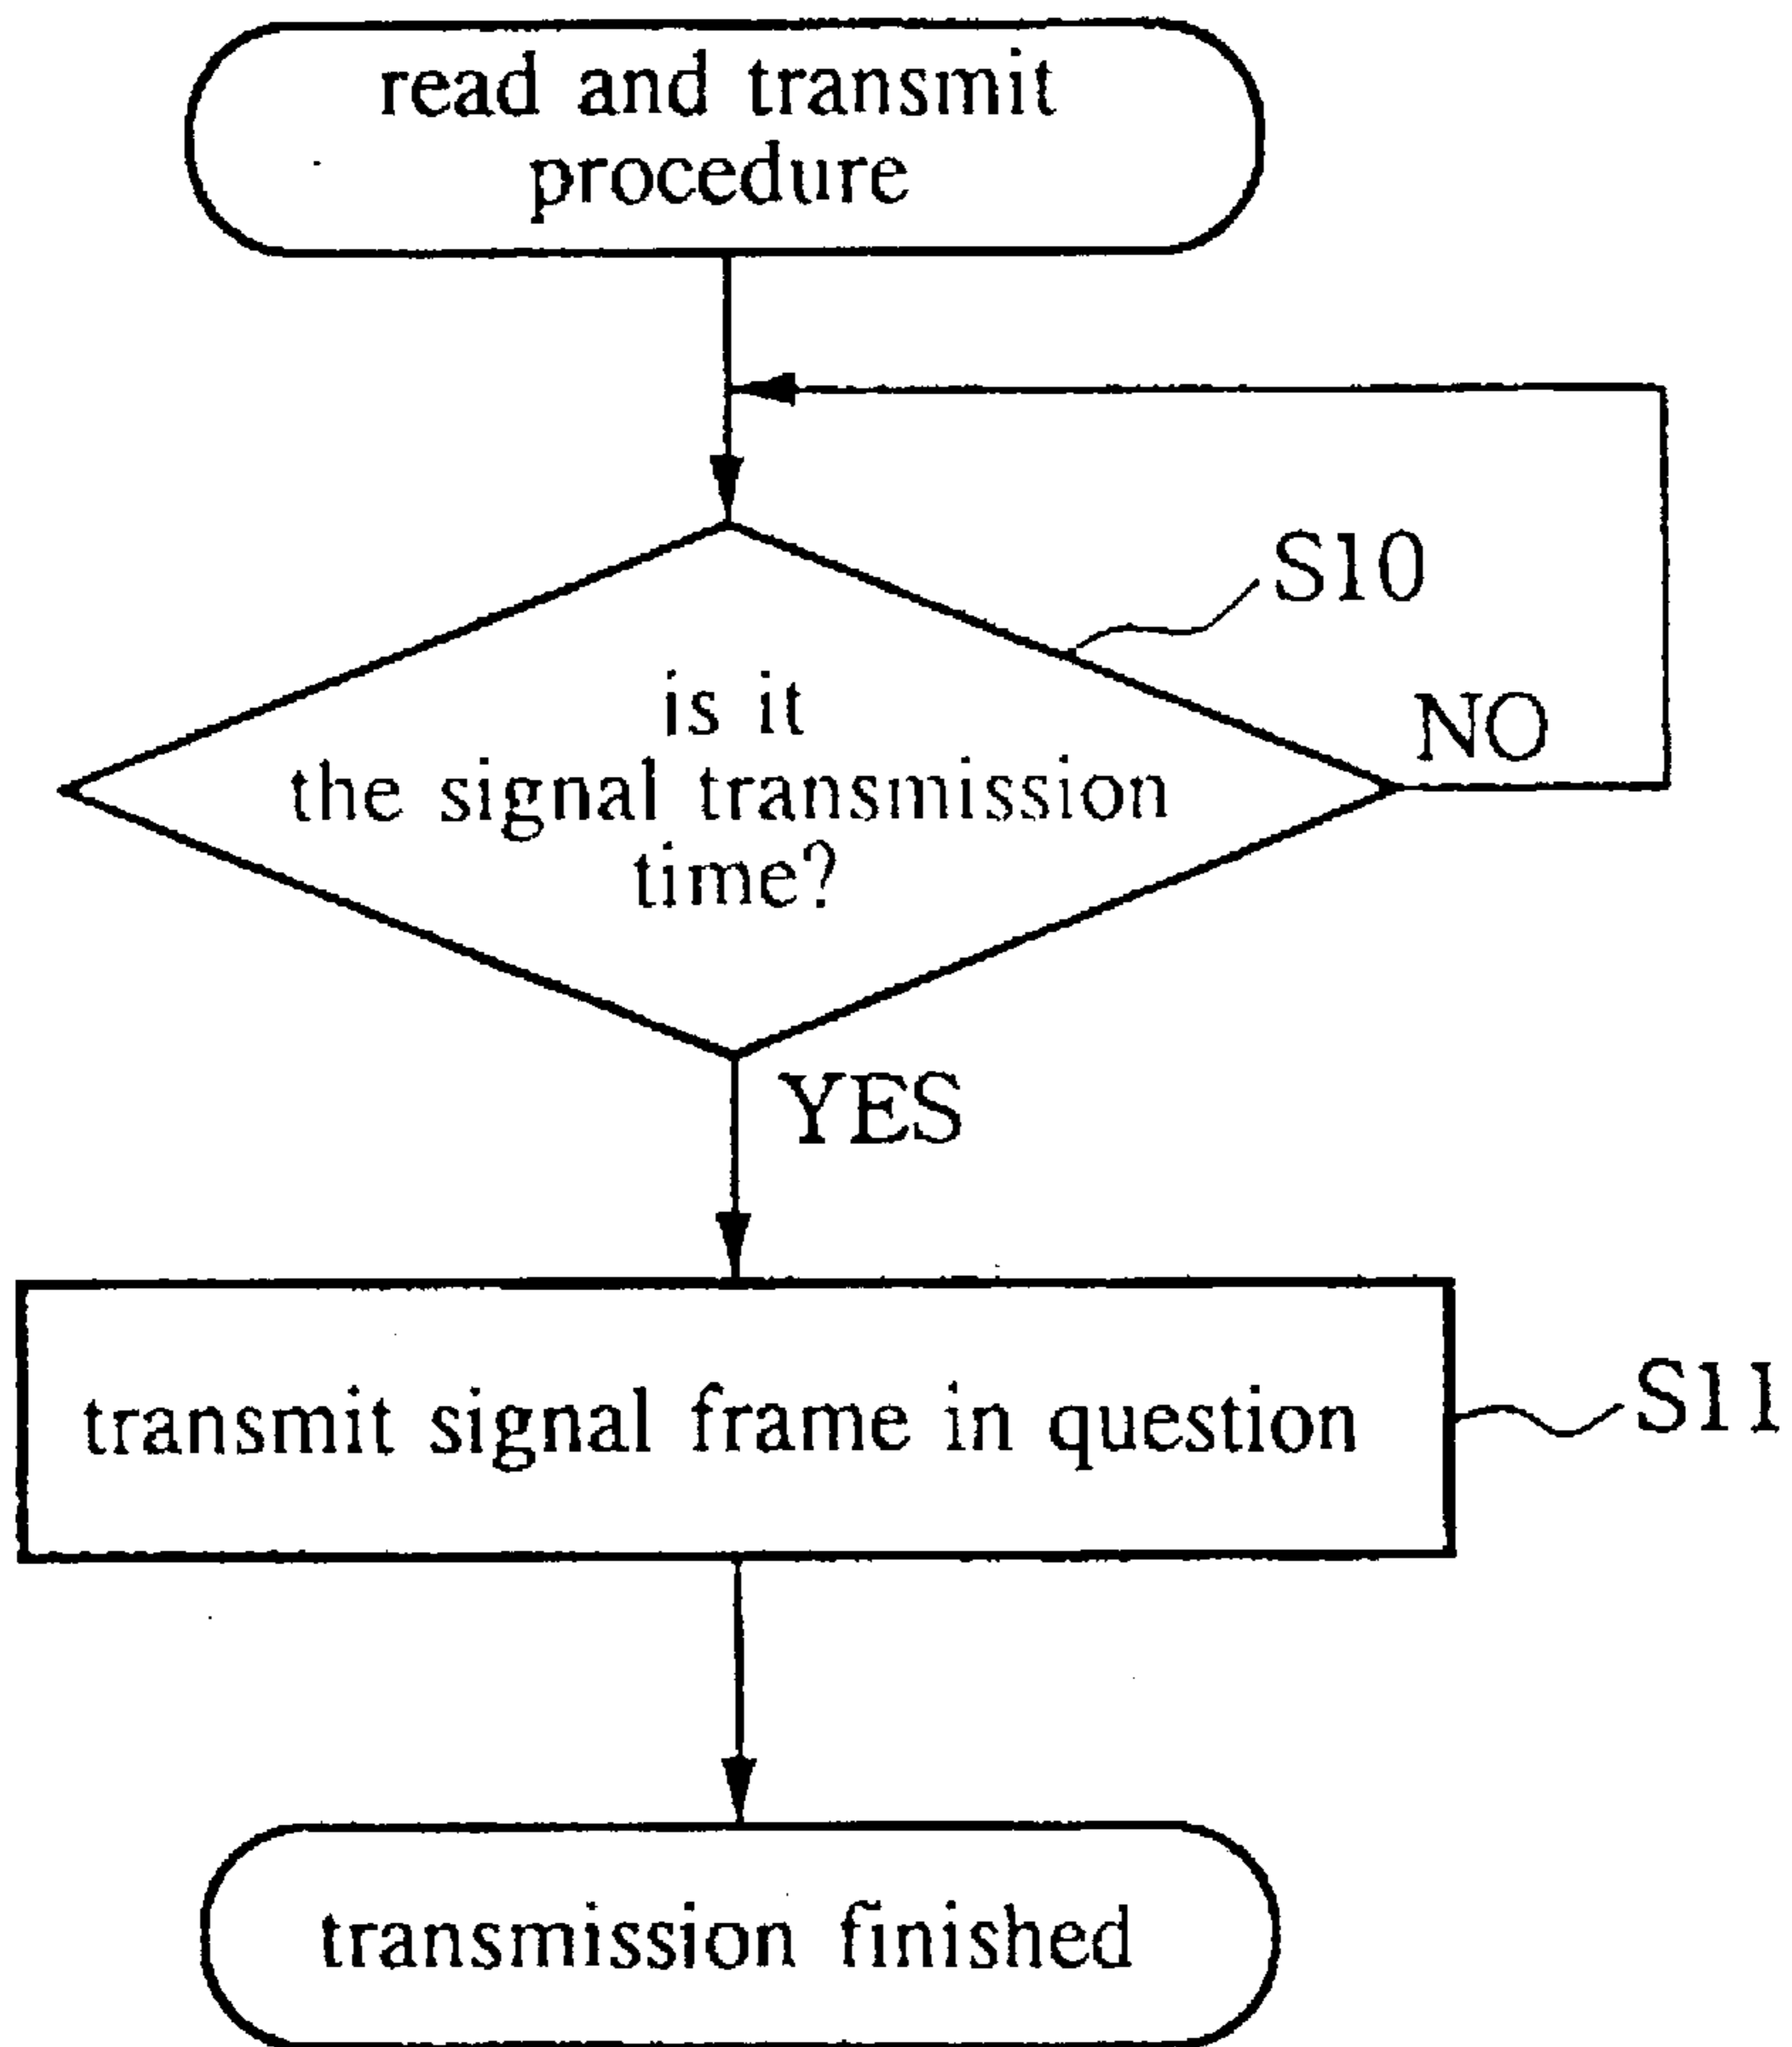 read and transmit
procedure
S10
is it
the signal transmission
time?
NO
YES
transmit signal frame in question
S11
transmission finished